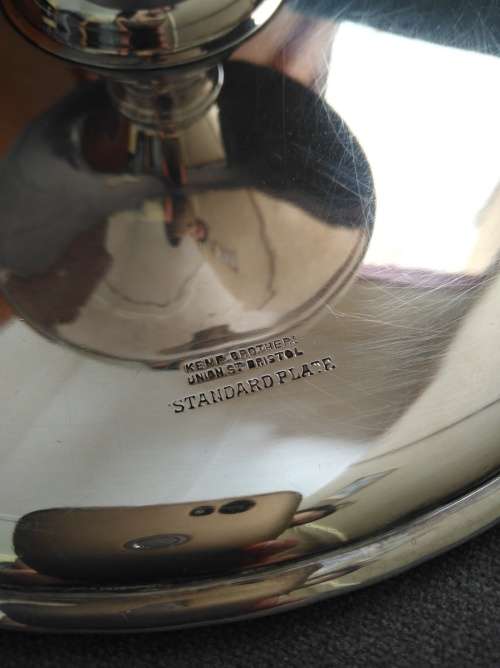 KEMP BROTHERS
UNION ST BRISTOL
STANDARD PLATE